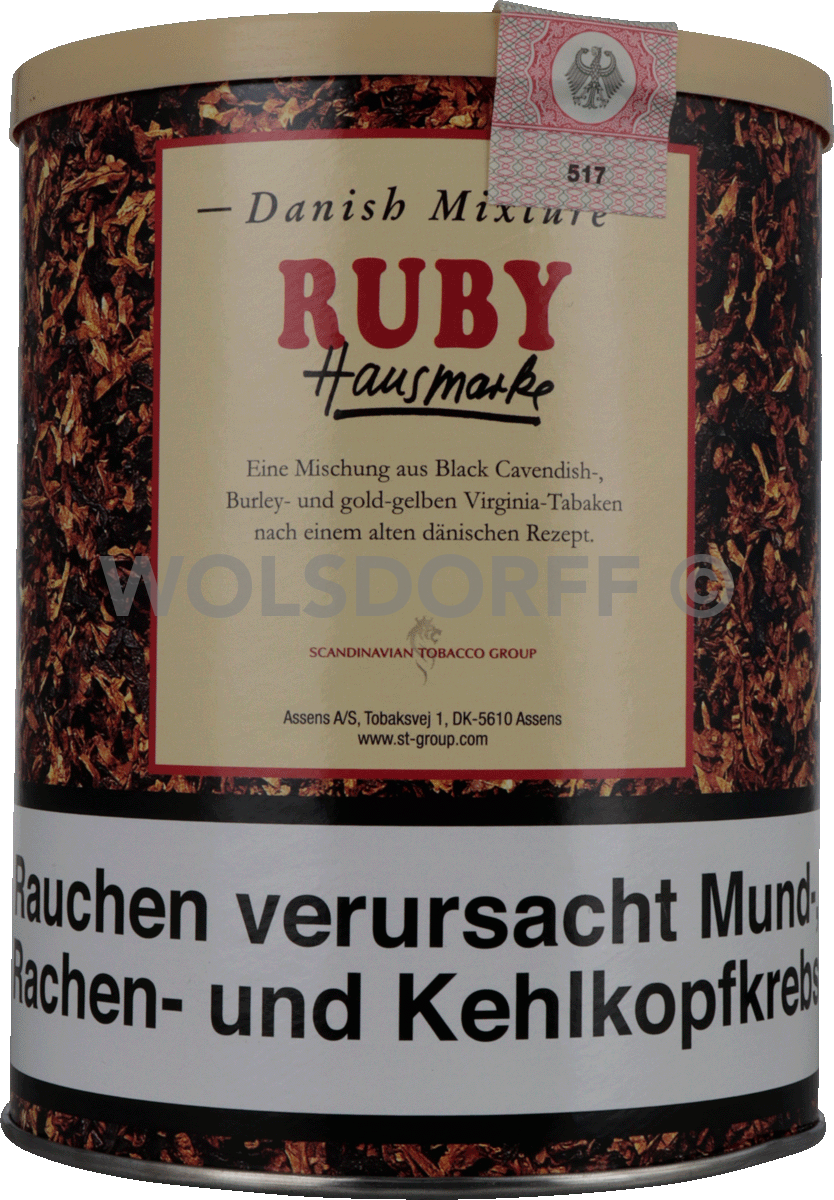 517
— Danish Mixture
RUBY
Hausmarke
Eine Mischung aus Black Cavendish-,
Burley- und gold-gelben Virginia-Tabaken
nach einem alten dänischen Rezept.
WOLSDORFF ©
SCANDINAVIAN TOBACCO GROUP
Assens A/S, Tobaksvej 1, DK-5610 Assens
www.st-group.com
Rauchen verursacht Mund-,
Rachen- und Kehlkopfkrebs